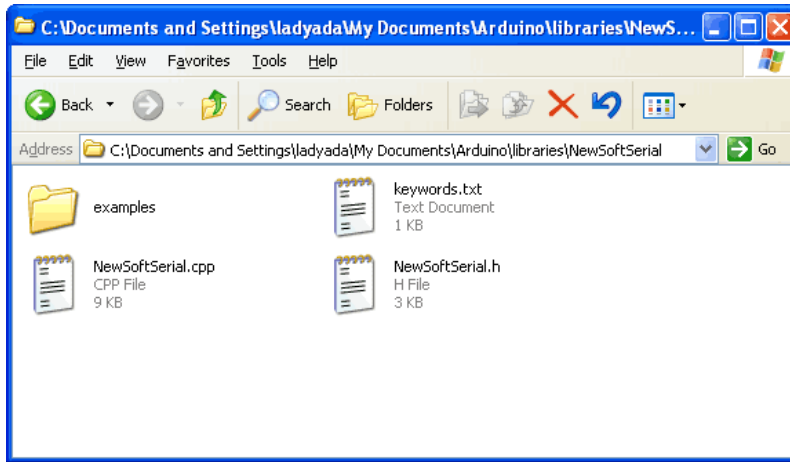 C:\Documents and Settings\ladyada\My Documents\Arduino\libraries\NewS...
File Edit View Favorites Tools Help
Back Search Folders
Address C:\Documents and Settings\ladyada\My Documents\Arduino\libraries\NewSoftSerial Go
examples
keywords.txt
Text Document
1 KB
NewSoftSerial.cpp
CPP File
9 KB
NewSoftSerial.h
H File
3 KB